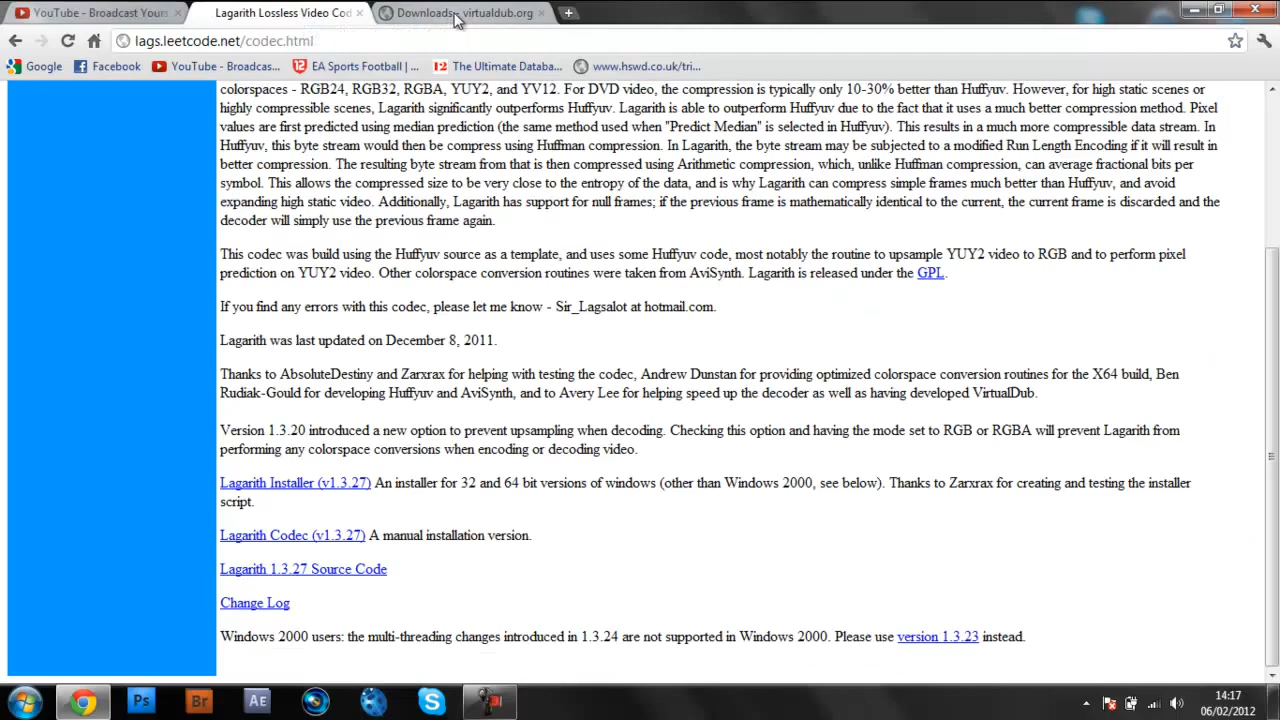 YouTube - Broadcast Yours
Lagarith Lossless Video Cod
Downloads - virtualdub.org
lags.leetcode.net/codec.html
Google
Facebook
YouTube - Broadcas...
EA Sports Football | ...
The Ultimate Databa...
www.hswd.co.uk/tri...
colorspaces - RGB24, RGB32, RGBA, YUY2, and YV12. For DVD video, the compression is typically only 10-30% better than Huffyuv. However, for high static scenes or
highly compressible scenes, Lagarith significantly outperforms Huffyuv. Lagarith is able to outperform Huffyuv due to the fact that it uses a much better compression method. Pixel
values are first predicted using median prediction (the same method used when "Predict Median" is selected in Huffyuv). This results in a much more compressible data stream. In
Huffyuv, this byte stream would then be compress using Huffman compression. In Lagarith, the byte stream may be subjected to a modified Run Length Encoding if it will result in
better compression. The resulting byte stream from that is then compressed using Arithmetic compression, which, unlike Huffman compression, can average fractional bits per
symbol. This allows the compressed size to be very close to the entropy of the data, and is why Lagarith can compress simple frames much better than Huffyuv, and avoid
expanding high static video. Additionally, Lagarith has support for null frames; if the previous frame is mathematically identical to the current, the current frame is discarded and the
decoder will simply use the previous frame again.
This codec was build using the Huffyuv source as a template, and uses some Huffyuv code, most notably the routine to upsample YUY2 video to RGB and to perform pixel
prediction on YUY2 video. Other colorspace conversion routines were taken from AviSynth. Lagarith is released under the GPL.
If you find any errors with this codec, please let me know - Sir_Lagsalot at hotmail.com.
Lagarith was last updated on December 8, 2011.
Thanks to AbsoluteDestiny and Zarxrax for helping with testing the codec, Andrew Dunstan for providing optimized colorspace conversion routines for the X64 build, Ben
Rudiak-Gould for developing Huffyuv and AviSynth, and to Avery Lee for helping speed up the decoder as well as having developed VirtualDub.
Version 1.3.20 introduced a new option to prevent upsampling when decoding. Checking this option and having the mode set to RGB or RGBA will prevent Lagarith from
performing any colorspace conversions when encoding or decoding video.
Lagarith Installer (v1.3.27) An installer for 32 and 64 bit versions of windows (other than Windows 2000, see below). Thanks to Zarxrax for creating and testing the installer
script.
Lagarith Codec (v1.3.27) A manual installation version.
Lagarith 1.3.27 Source Code
Change Log
Windows 2000 users: the multi-threading changes introduced in 1.3.24 are not supported in Windows 2000. Please use version 1.3.23 instead.
Ps
Br
AE
14:17
06/02/2012